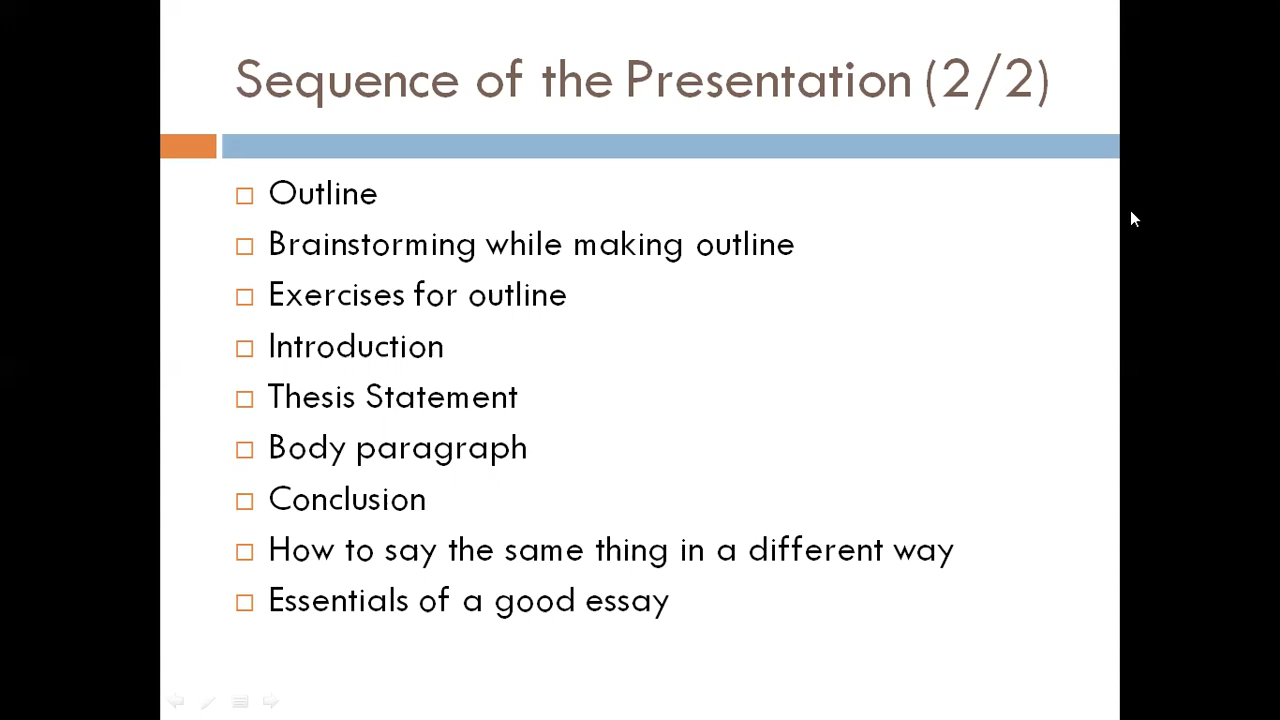 Sequence of the Presentation (2/2)
Outline
Brainstorming while making outline
Exercises for outline
Introduction
Thesis Statement
Body paragraph
Conclusion
How to say the same thing in a different way
Essentials of a good essay